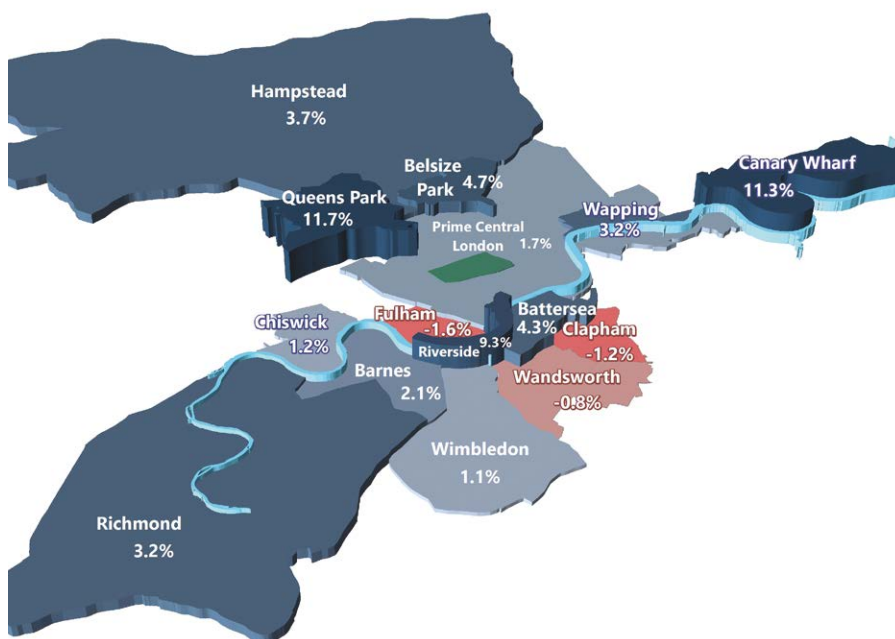 Hampstead
3.7%
Belsize
Park 4.7%
Queens Park
11.7%
Canary Wharf
11.3%
Wapping
3.2%
Prime Central
London 1.7%
Chiswick
1.2%
Fulham
-1.6%
Riverside 9.3%
Battersea
4.3%
Clapham
-1.2%
Barnes
2.1%
Wandsworth
-0.8%
Wimbledon
1.1%
Richmond
3.2%